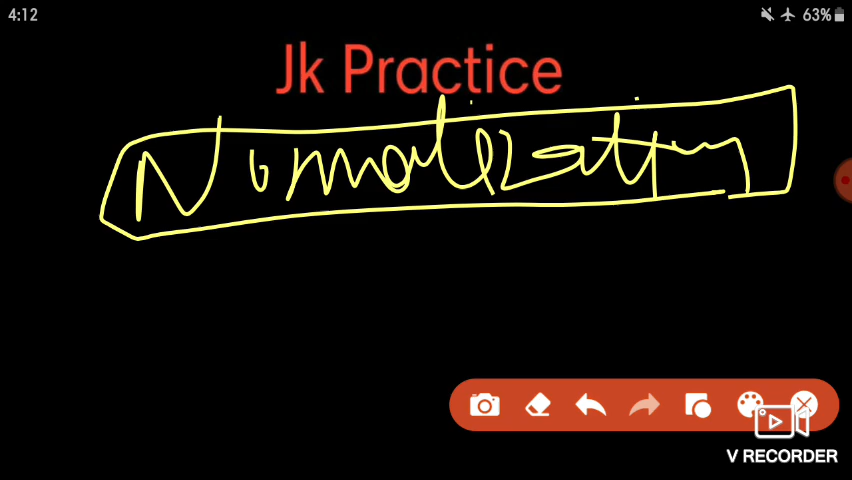 4:12
63%
Jk Practice
Normalization
V RECORDER